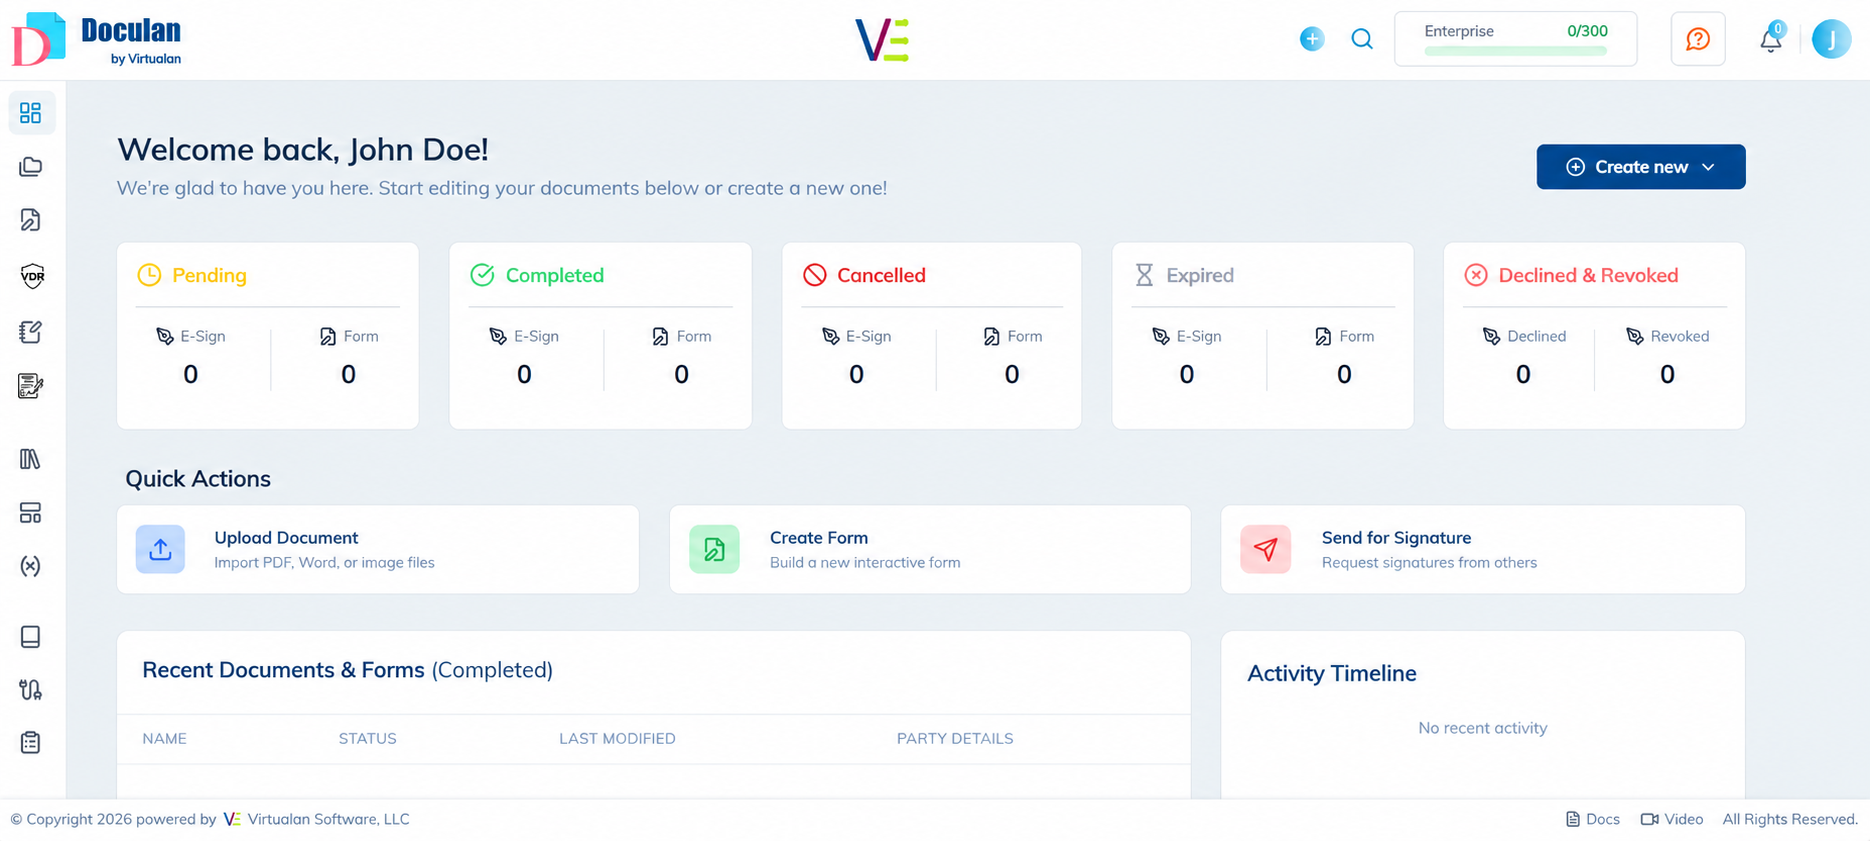 Doculan
by Virtualan
VE
Enterprise 0/300
0
J
Welcome back, John Doe!
We're glad to have you here. Start editing your documents below or create a new one!
Create new
Pending
E-Sign Form
0 0
Completed
E-Sign Form
0 0
Cancelled
E-Sign Form
0 0
Expired
E-Sign Form
0 0
Declined & Revoked
Declined Revoked
0 0
VDR
Quick Actions
Upload Document
Import PDF, Word, or image files
Create Form
Build a new interactive form
Send for Signature
Request signatures from others
Recent Documents & Forms (Completed)
NAME STATUS LAST MODIFIED PARTY DETAILS
Activity Timeline
No recent activity
© Copyright 2026 powered by VE Virtualan Software, LLC
Docs Video All Rights Reserved.